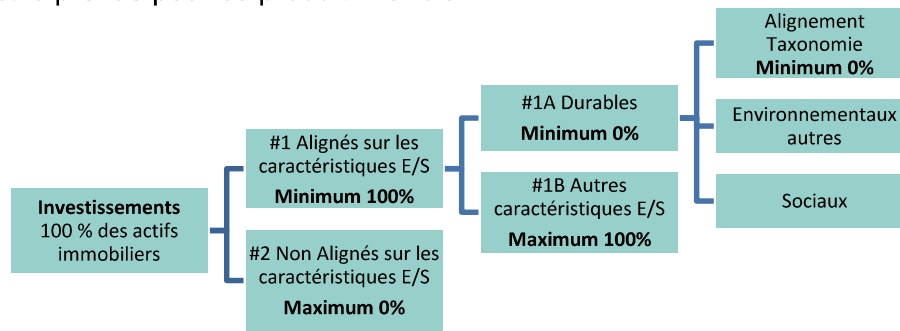 Investissements
100 % des actifs
immobiliers
#1 Alignés sur les
caractéristiques E/S
Minimum 100%
#2 Non Alignés sur les
caractéristiques E/S
Maximum 0%
#1A Durables
Minimum 0%
#1B Autres
caractéristiques E/S
Maximum 100%
Alignement
Taxonomie
Minimum 0%
Environnementaux
autres
Sociaux